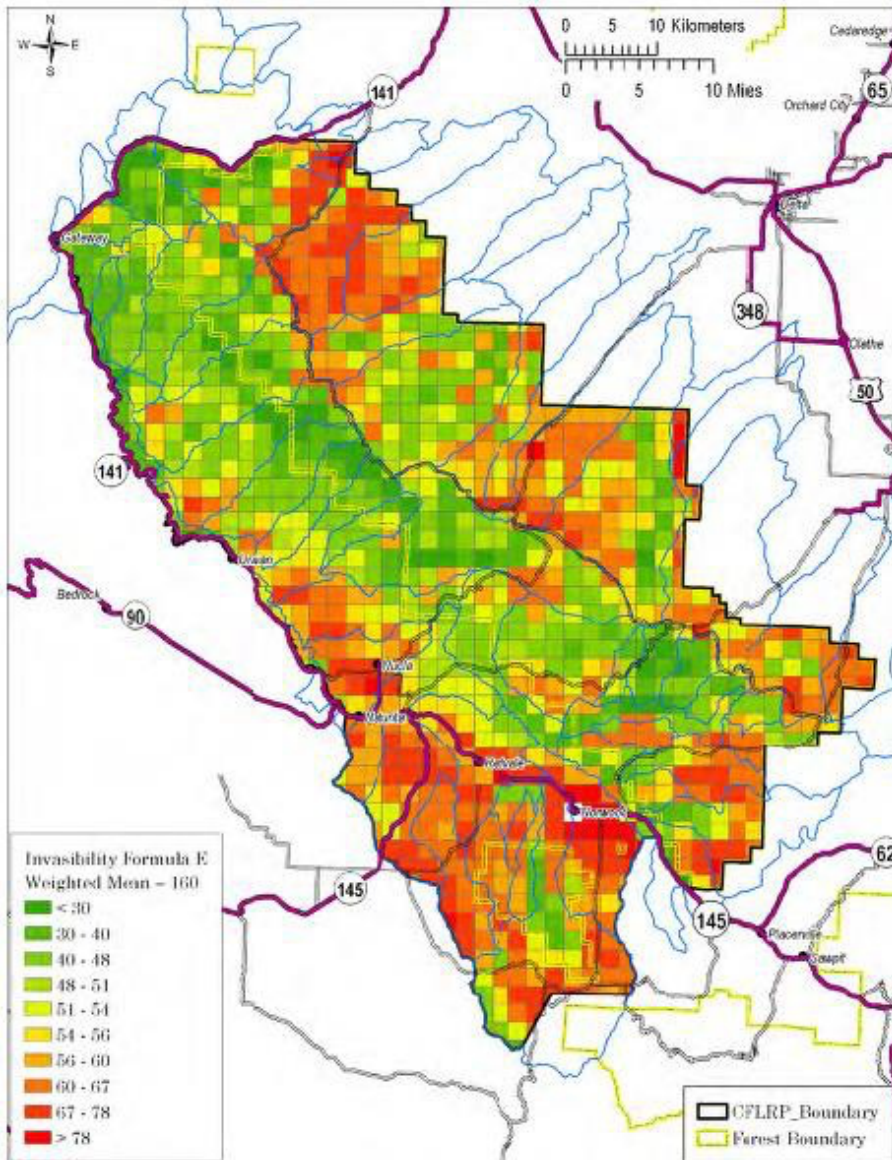 N
W E
S
0 5 10 Kilometers
0 5 10 Miles
Cedaredge
65
Orchard City
141
Delta
Gateway
348
Olathe
50
141
Uravan
Bedrock
90
Nucla
Naturita
Redvale
Norwood
62
145
145
Placerville
Sawpit
Invasibility Formula E
Weighted Mean – 160
< 30
30 - 40
40 - 48
48 - 51
51 - 54
54 - 56
56 - 60
60 - 67
67 - 78
> 78
CFLRP_Boundary
Forest Boundary